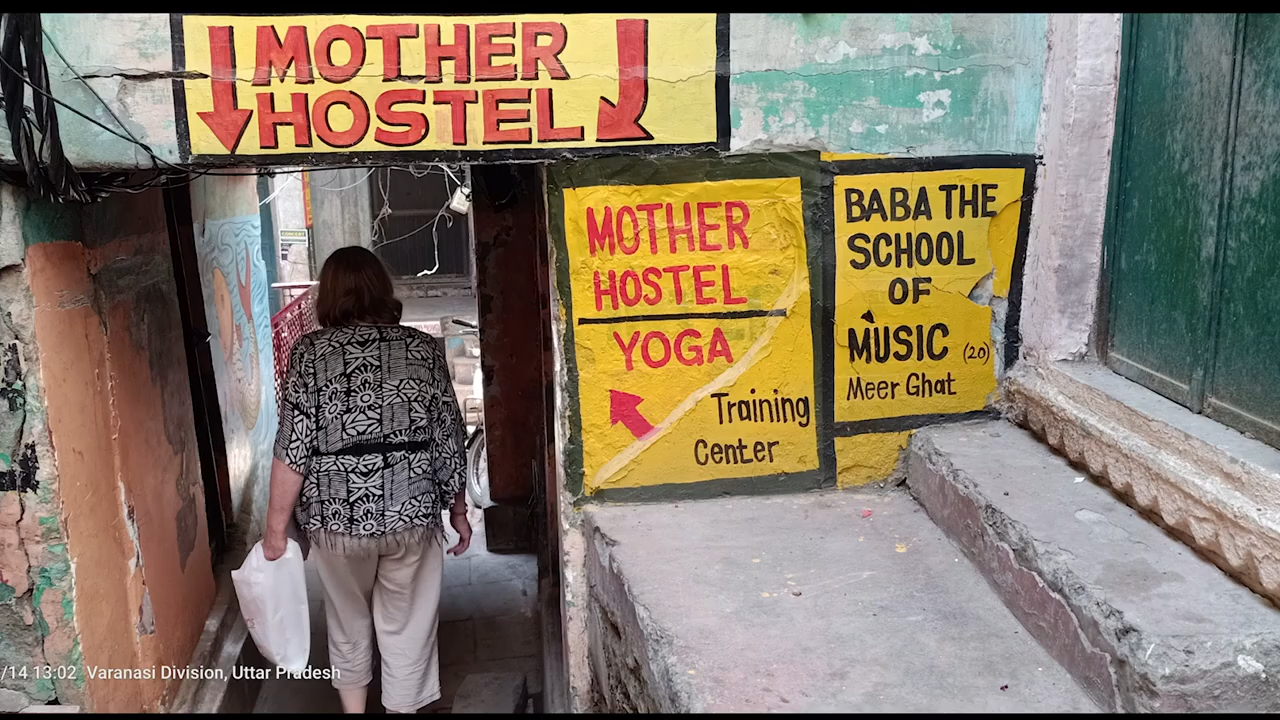 MOTHER
HOSTEL
MOTHER
HOSTEL
YOGA
Training
Center
BABA THE
SCHOOL
OF
MUSIC (20)
Meer Ghat
/14 13:02 Varanasi Division, Uttar Pradesh